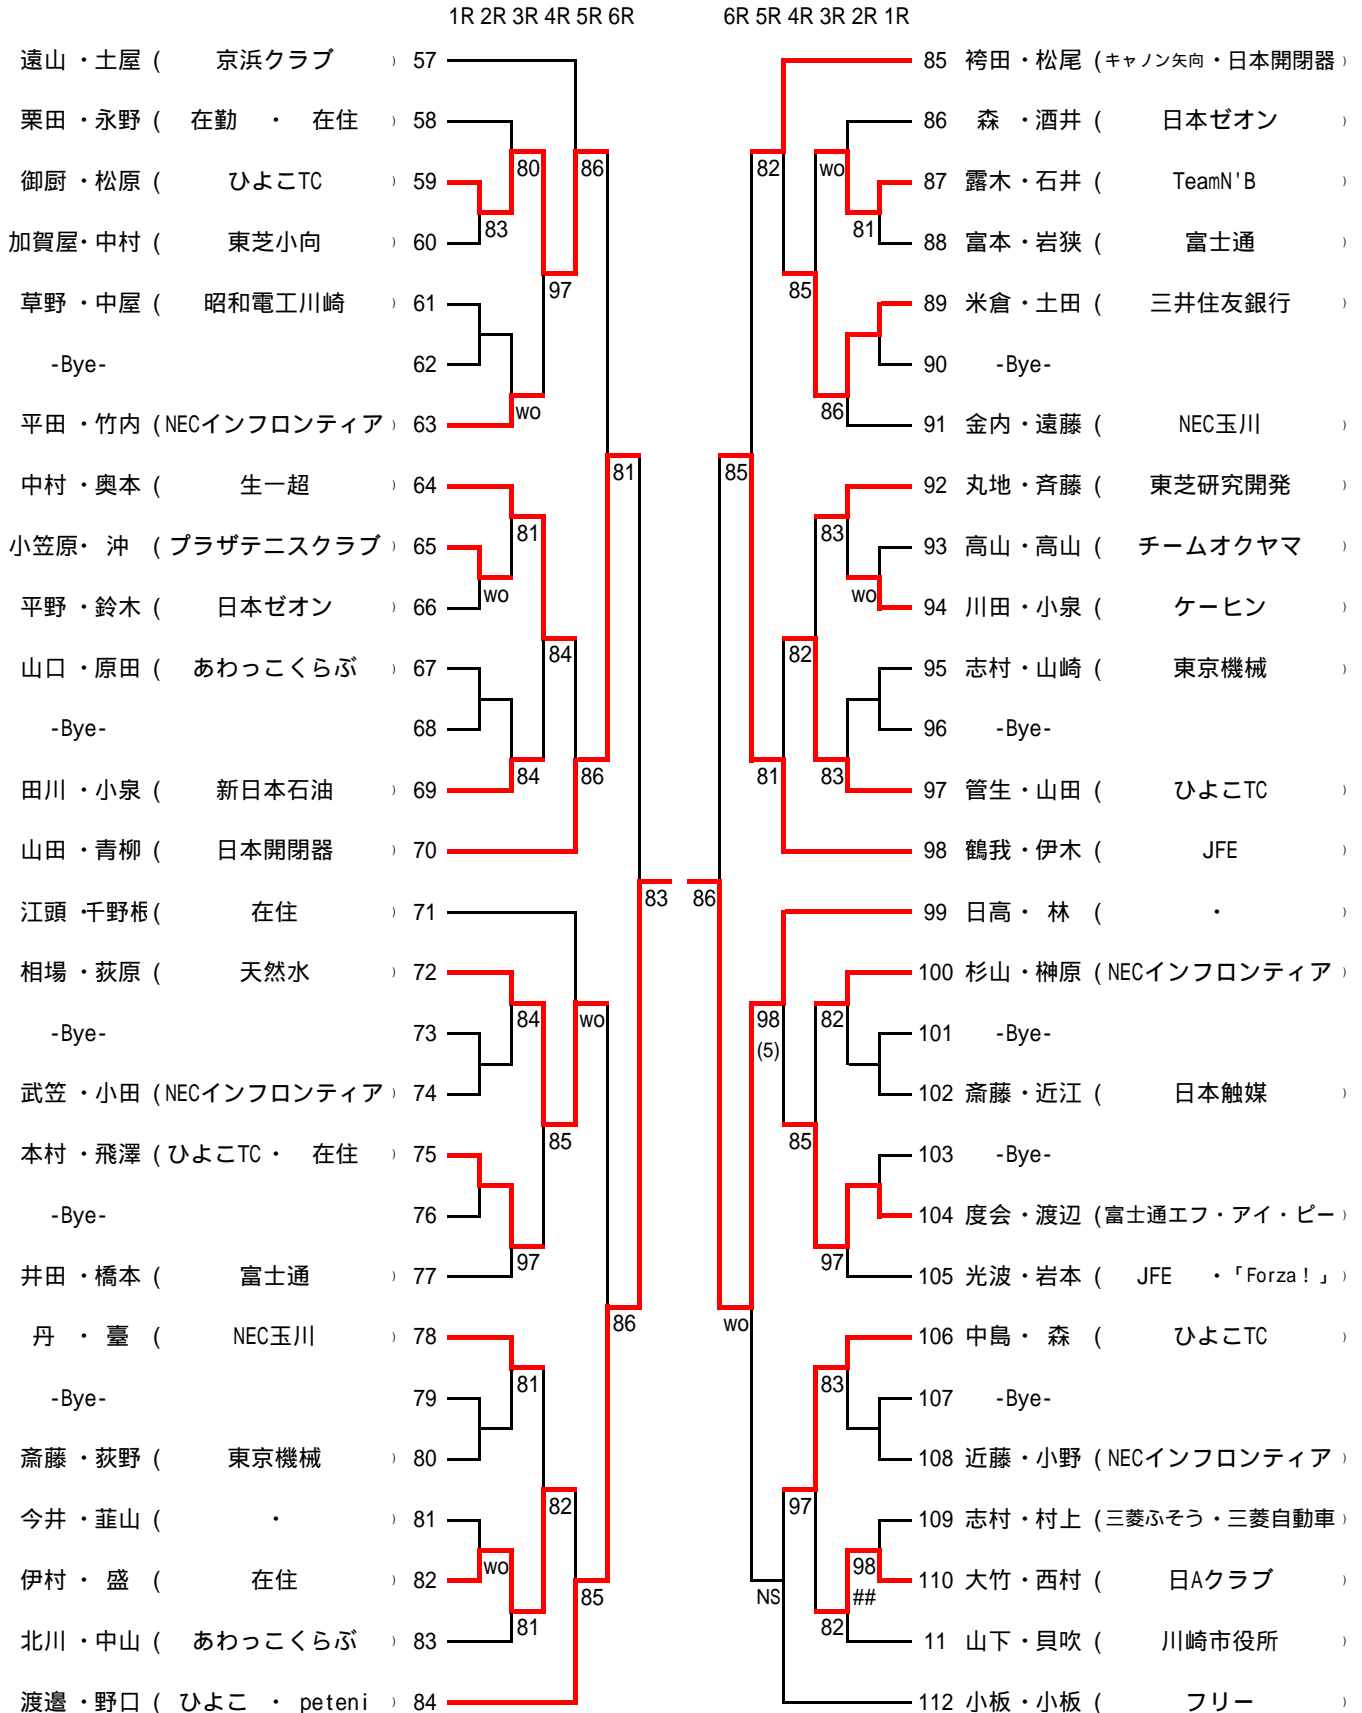 1R 2R 3R 4R 5R 6R 6R 5R 4R 3R 2R 1R
遠山 ・土屋 ( 京浜クラブ ) 57 85 袴田・松尾 (キャノン矢向・日本開閉器 )
栗田 ・永野 ( 在勤 ・ 在住 ) 58 86 森 ・酒井 ( 日本ゼオン )
80 86 82 wo
御厨 ・松原 ( ひよこTC ) 59 87 露木・石井 ( TeamN'B )
83 81
加賀屋・中村 ( 東芝小向 ) 60 88 富本・岩狭 ( 富士通 )
97 85
草野 ・中屋 ( 昭和電工川崎 ) 61 89 米倉・土田 ( 三井住友銀行 )
-Bye- 62 90 -Bye-
wo 86
平田 ・竹内 (NECインフロンティア ) 63 91 金内・遠藤 ( NEC玉川 )
81 85
中村 ・奥本 ( 生一超 ) 64 92 丸地・斉藤 ( 東芝研究開発 )
81 83
小笠原・ 沖 ( プラザテニスクラブ ) 65 93 高山・高山 ( チームオクヤマ )
wo wo
平野 ・鈴木 ( 日本ゼオン ) 66 94 川田・小泉 ( ケーヒン )
84 82
山口 ・原田 ( あわっこくらぶ ) 67 95 志村・山崎 ( 東京機械 )
-Bye- 68 96 -Bye-
84 86 81 83
田川 ・小泉 ( 新日本石油 ) 69 97 管生・山田 ( ひよこTC )
山田 ・青柳 ( 日本開閉器 ) 70 98 鶴我・伊木 ( JFE )
83 86
江頭 ・千野根( 在住 ) 71 99 日高・ 林 ( ・ )
相場 ・荻原 ( 天然水 ) 72 100 杉山・榊原 ( NECインフロンティア )
84 wo 98 82
-Bye- 73 101 -Bye-
(5)
武笠 ・小田 (NECインフロンティア ) 74 102 斎藤・近江 ( 日本触媒 )
85 85
本村 ・飛澤 ( ひよこTC ・ 在住 ) 75 103 -Bye-
-Bye- 76 104 度会・渡辺 (富士通エフ・アイ・ピー )
97 97
井田 ・橋本 ( 富士通 ) 77 105 光波・岩本 ( JFE ・「Forza！」 )
86 wo
丹 ・ 臺 ( NEC玉川 ) 78 106 中島・ 森 ( ひよこTC )
81 83
-Bye- 79 107 -Bye-
斎藤 ・荻野 ( 東京機械 ) 80 108 近藤・小野 ( NECインフロンティア )
82 97
今井 ・韮山 ( ・ ) 81 109 志村・村上 (三菱ふそう・三菱自動車 )
wo 98
伊村 ・ 盛 ( 在住 ) 82 110 大竹・西村 ( 日Aクラブ )
85 NS ##
81 82
北川 ・中山 ( あわっこくらぶ ) 83 11 山下・貝吹 ( 川崎市役所 )
渡邉 ・野口 ( ひよこ ・ peteni ) 84 112 小板・小板 ( フリー )